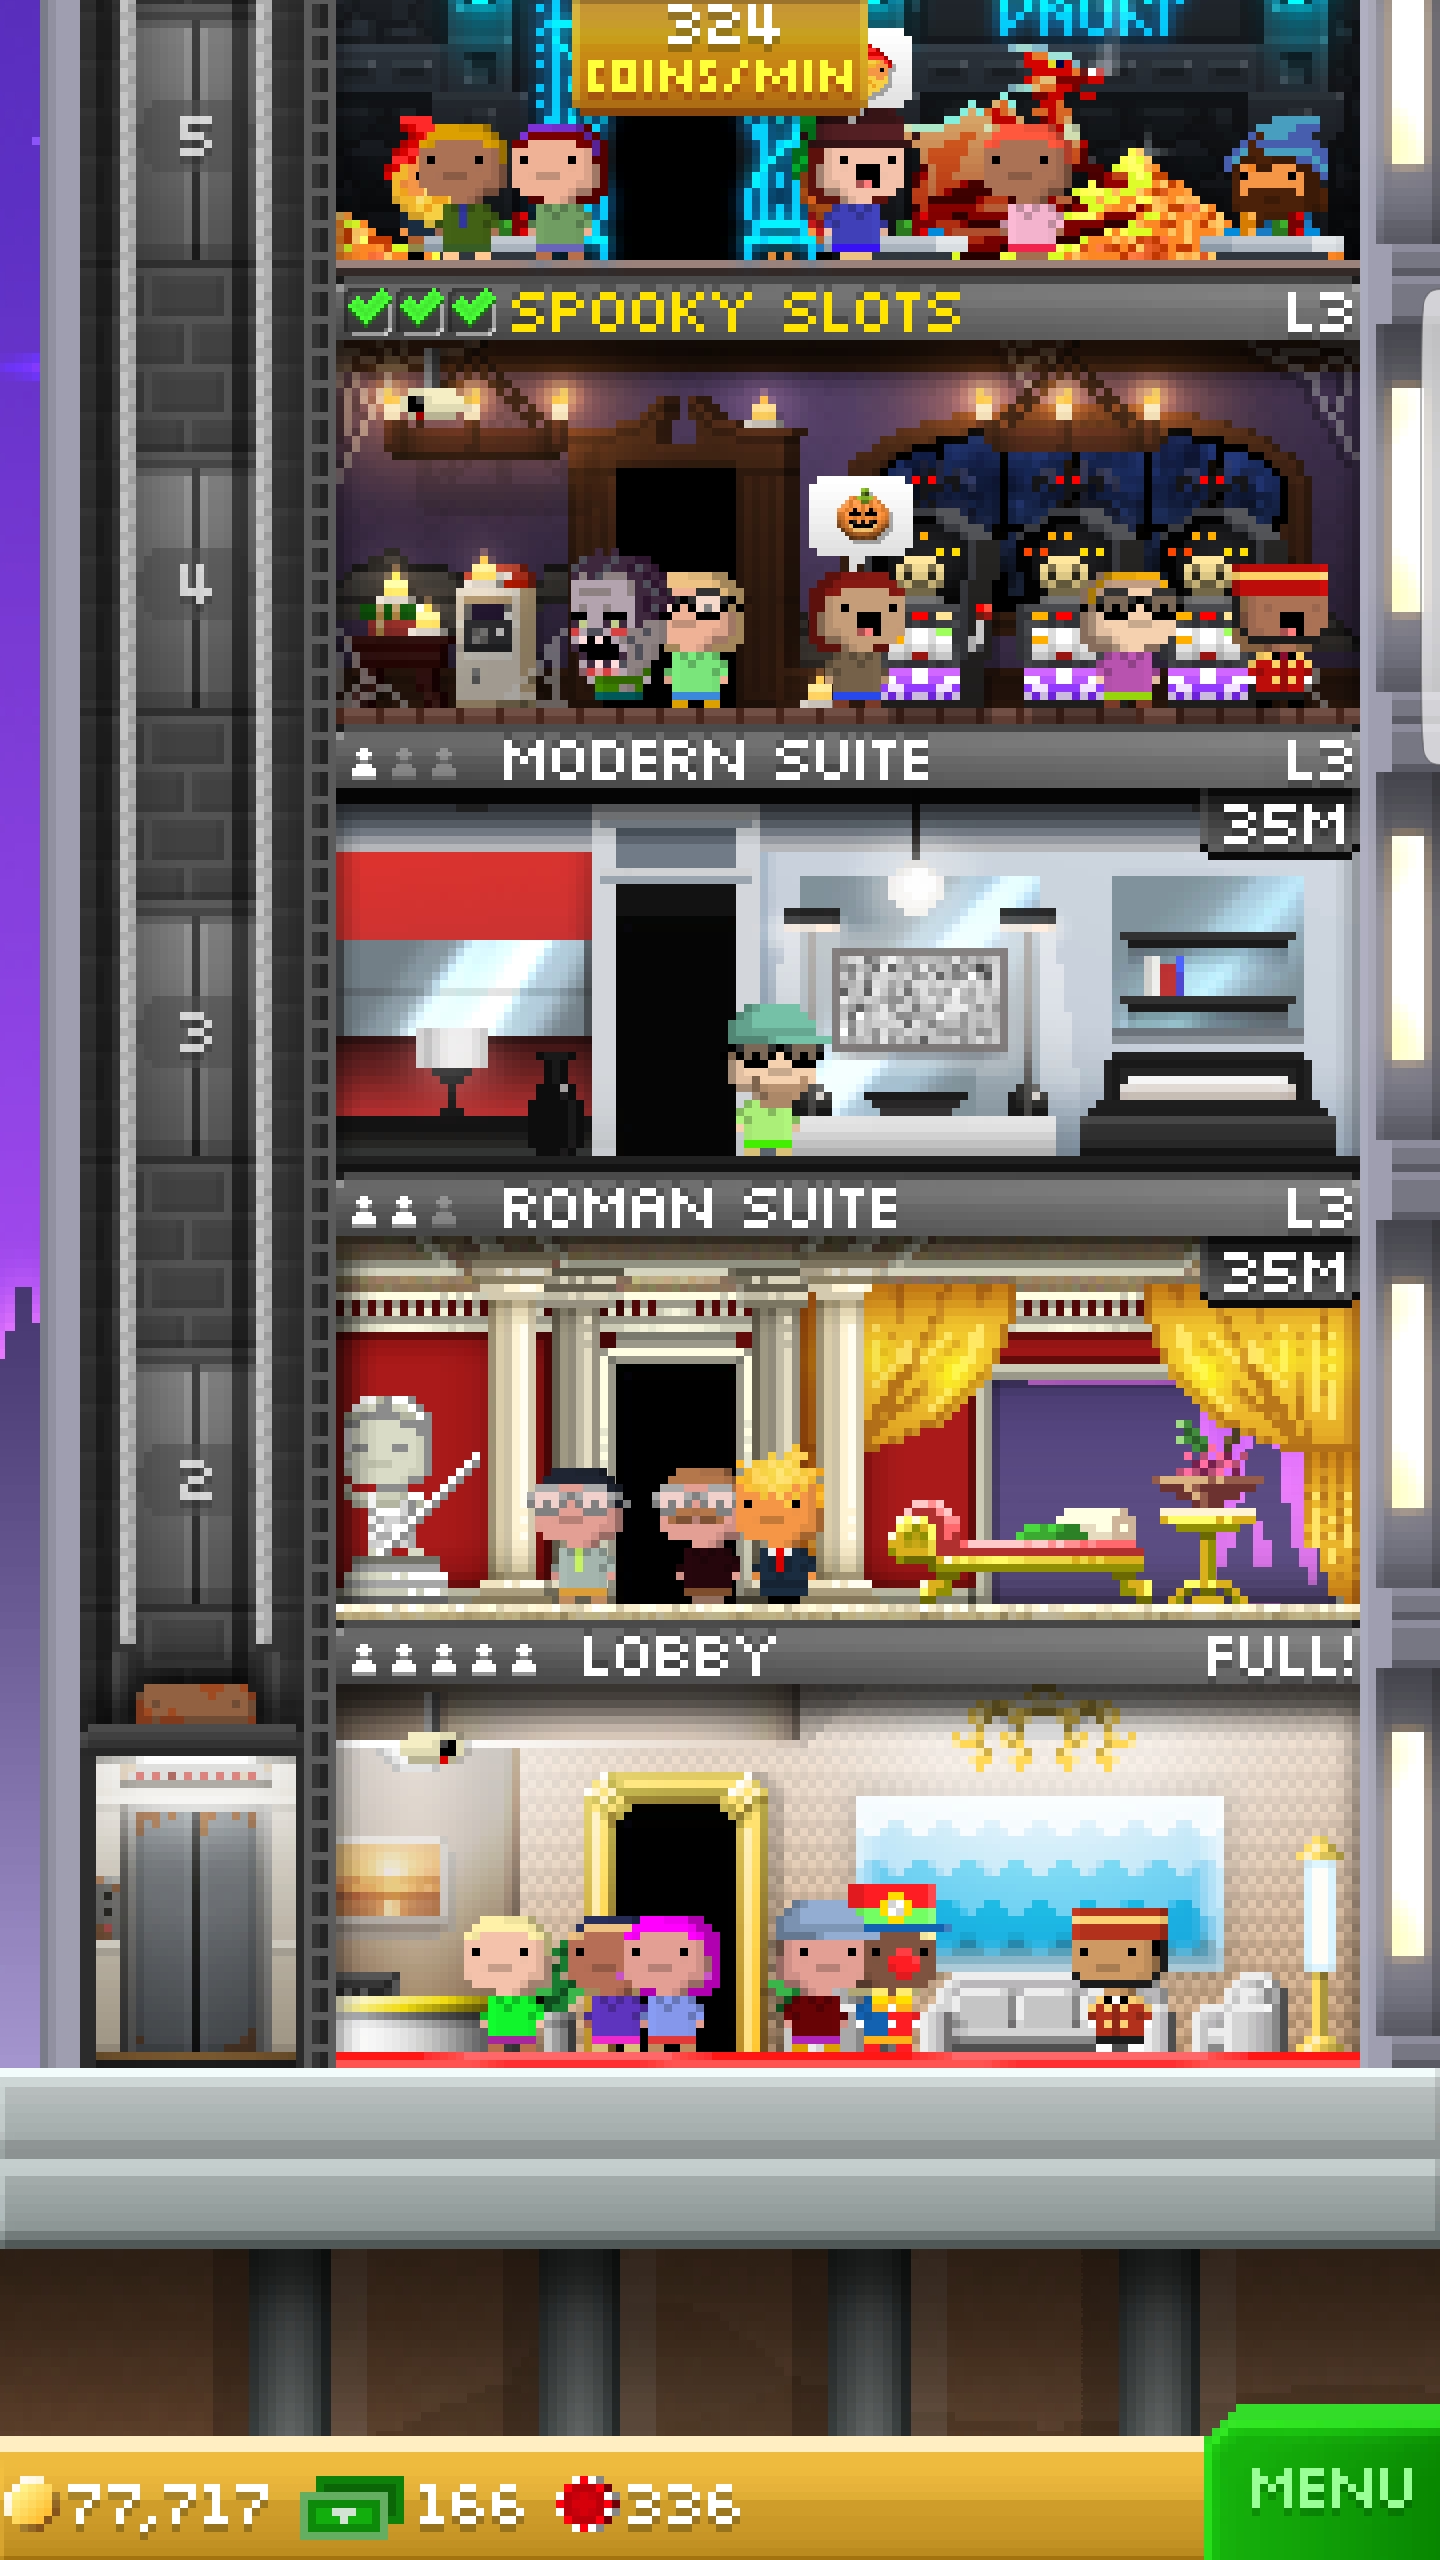 324
COINS/MIN
5
SPOOKY SLOTS L3
4
MODERN SUITE L3
35M
3
ROMAN SUITE L3
35M
2
LOBBY FULL!
77,717 166 336
MENU